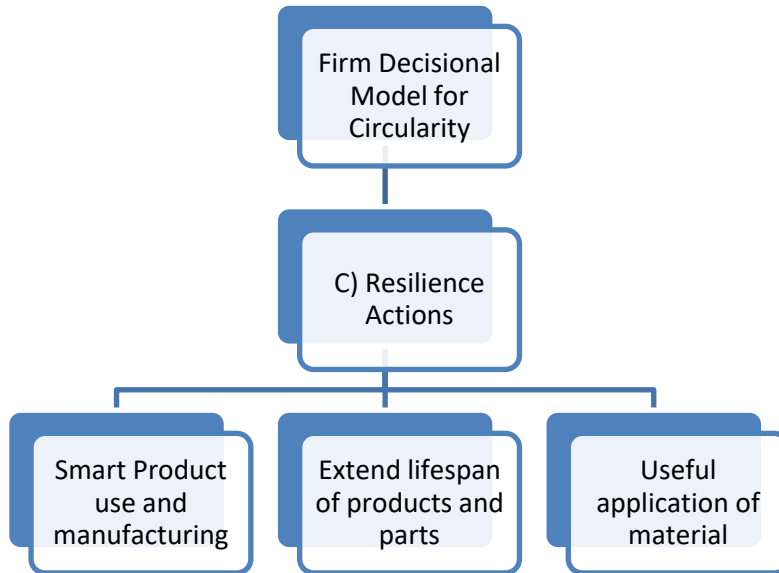 Firm Decisional
Model for
Circularity
C) Resilience
Actions
Smart Product
use and
manufacturing
Extend lifespan
of products and
parts
Useful
application of
material